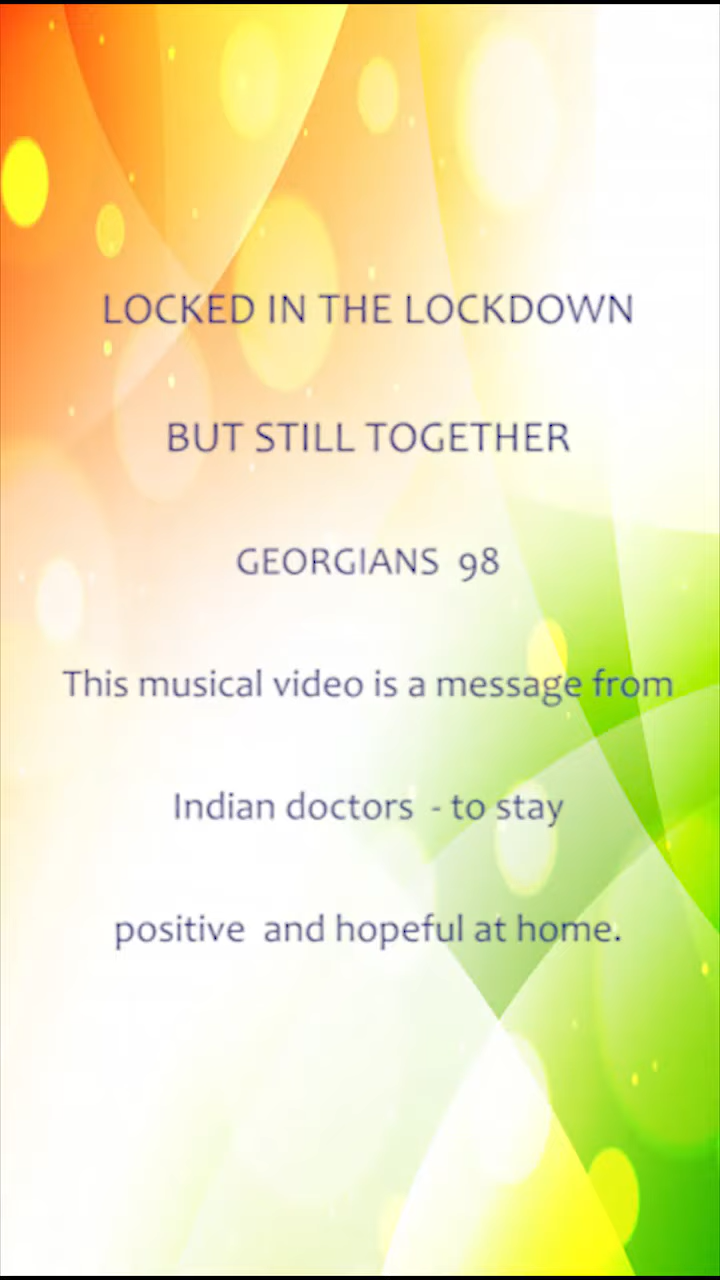 LOCKED IN THE LOCKDOWN
BUT STILL TOGETHER
GEORGIANS 98
This musical video is a message from
Indian doctors - to stay
positive and hopeful at home.